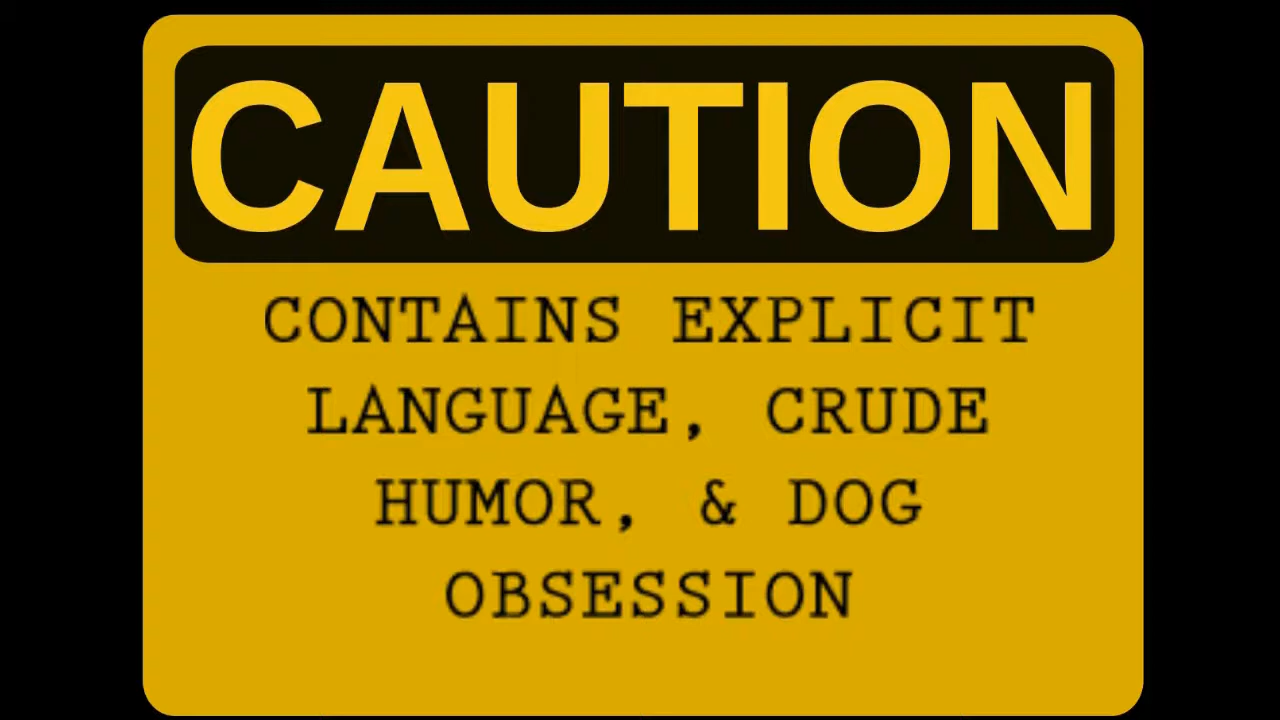 CAUTION
CONTAINS EXPLICIT
LANGUAGE, CRUDE
HUMOR, & DOG
OBSESSION